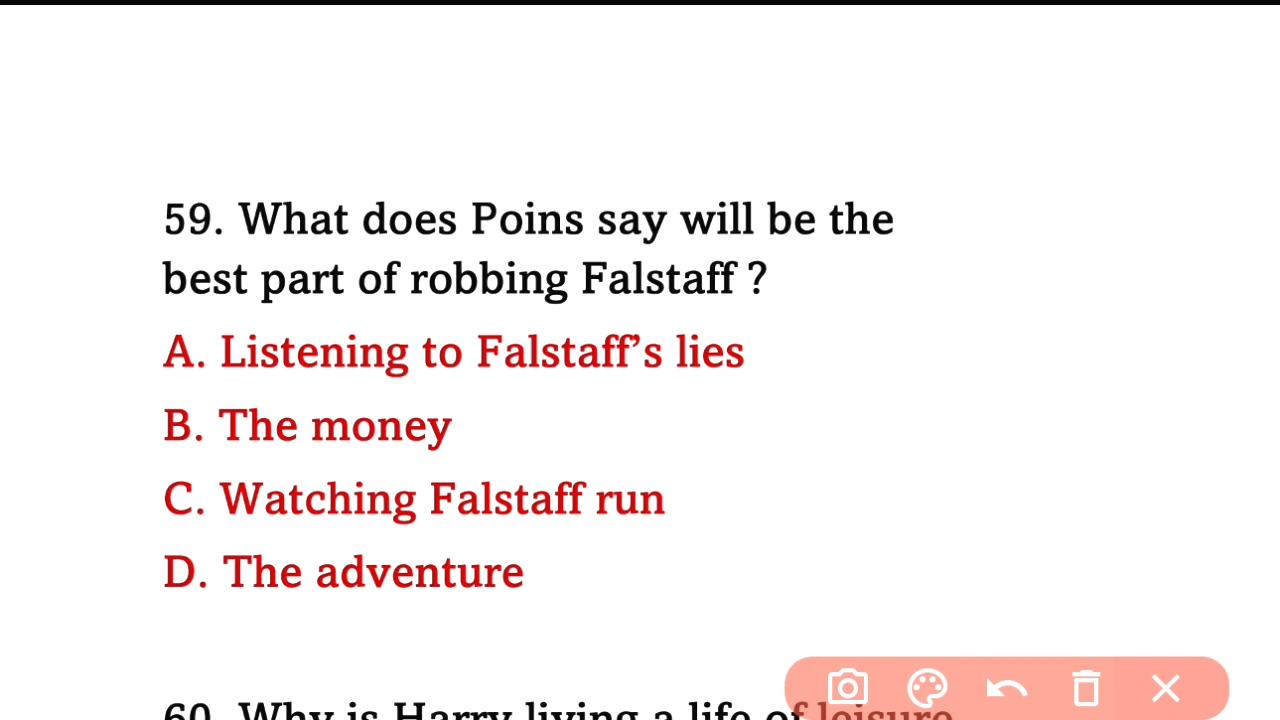 59. What does Poins say will be the
best part of robbing Falstaff ?
A. Listening to Falstaff’s lies
B. The money
C. Watching Falstaff run
D. The adventure
60. Why is Harry living a life of leisure